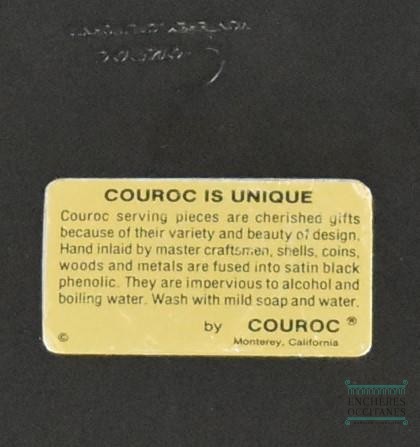 COUROC IS UNIQUE
Couroc serving pieces are cherished gifts
because of their variety and beauty of design.
Hand inlaid by master craftsmen, shells, coins,
woods and metals are fused into satin black
phenolic. They are impervious to alcohol and
boiling water. Wash with mild soap and water.
by COUROC ®
Monterey, California
©
ENCHÈRES
OCCITANES